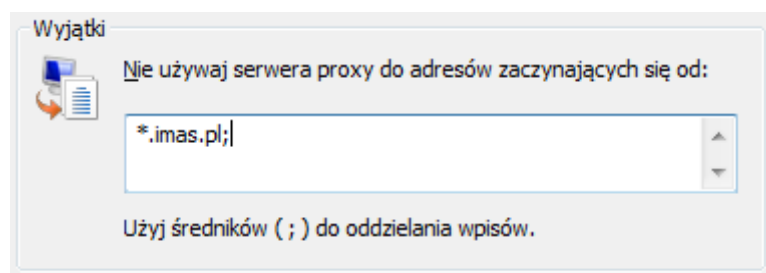 Wyjątki
Nie używaj serwera proxy do adresów zaczynających się od:
*.imas.pl;
Użyj średników ( ; ) do oddzielania wpisów.